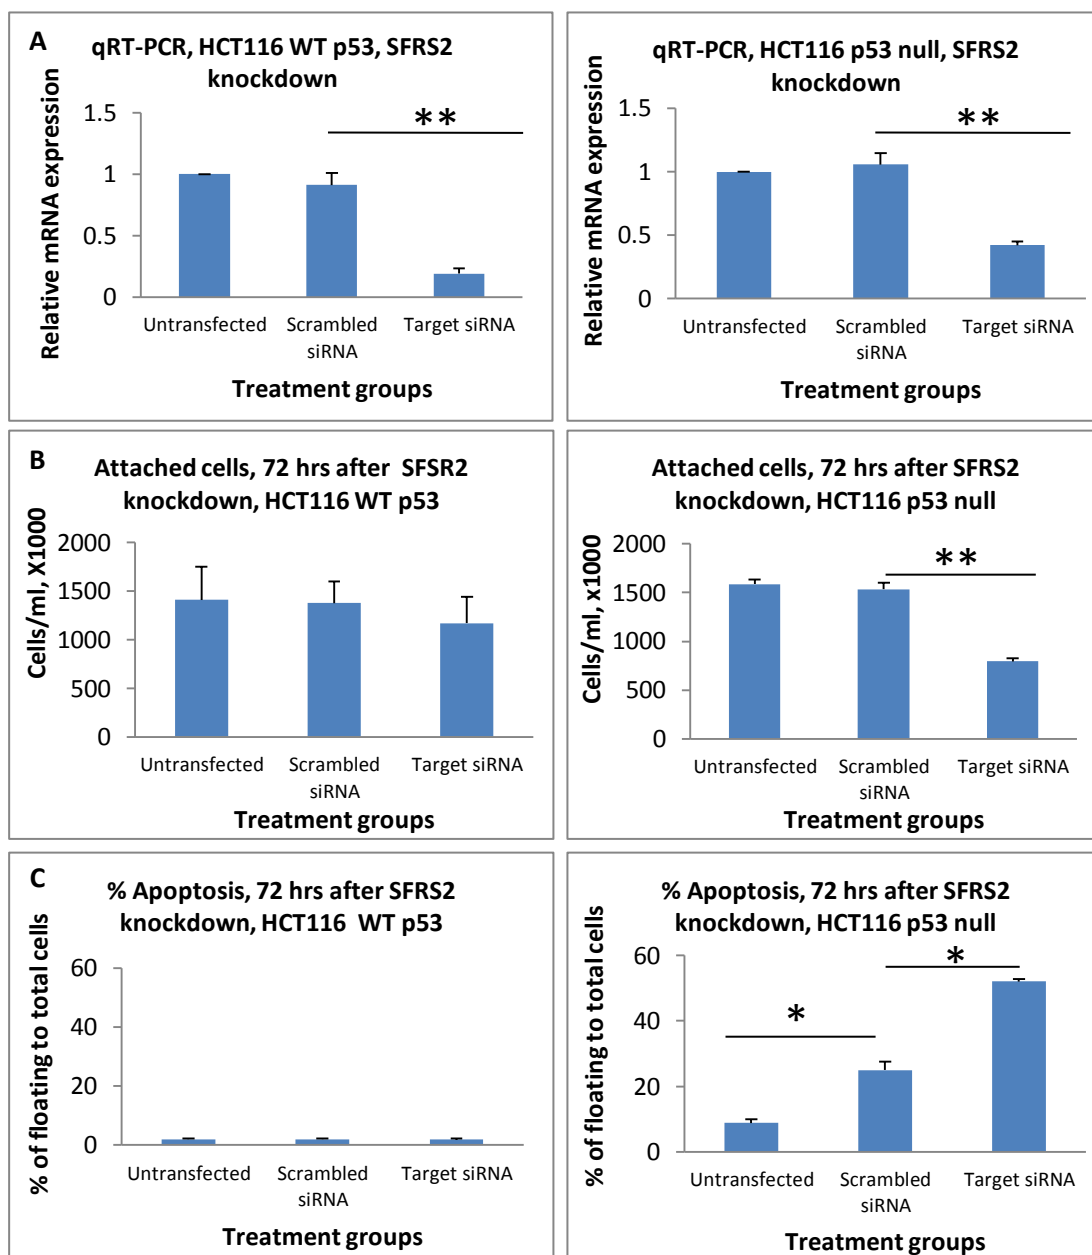 A
qRT-PCR, HCT116 WT p53, SFRS2
knockdown
Relative mRNA expression
1.5
1
0.5
0
**
Untransfected
Scrambled
siRNA
Target siRNA
Treatment groups
qRT-PCR, HCT116 p53 null, SFRS2
knockdown
Relative mRNA expression
1.5
1
0.5
0
**
Untransfected
Scrambled
siRNA
Target siRNA
Treatment groups
B
Attached cells, 72 hrs after SFSR2
knockdown, HCT116 WT p53
Cells/ml, X1000
2000
1500
1000
500
0
Untransfected
Scrambled
siRNA
Target siRNA
Treatment groups
Attached cells, 72 hrs after SFRS2
knockdown, HCT116 p53 null
Cells/ml, x1000
2000
1500
1000
500
0
**
Untransfected
Scrambled
siRNA
Target siRNA
Treatment groups
C
% Apoptosis, 72 hrs after SFRS2
knockdown, HCT116 WT p53
% of floating to total cells
60
40
20
0
Untransfected
Scrambled
siRNA
Target siRNA
Treatment groups
% Apoptosis, 72 hrs after SFRS2
knockdown, HCT116 p53 null
% of floating to total cells
60
40
20
0
*
*
Untransfected
Scrambled
siRNA
Target siRNA
Treatment groups